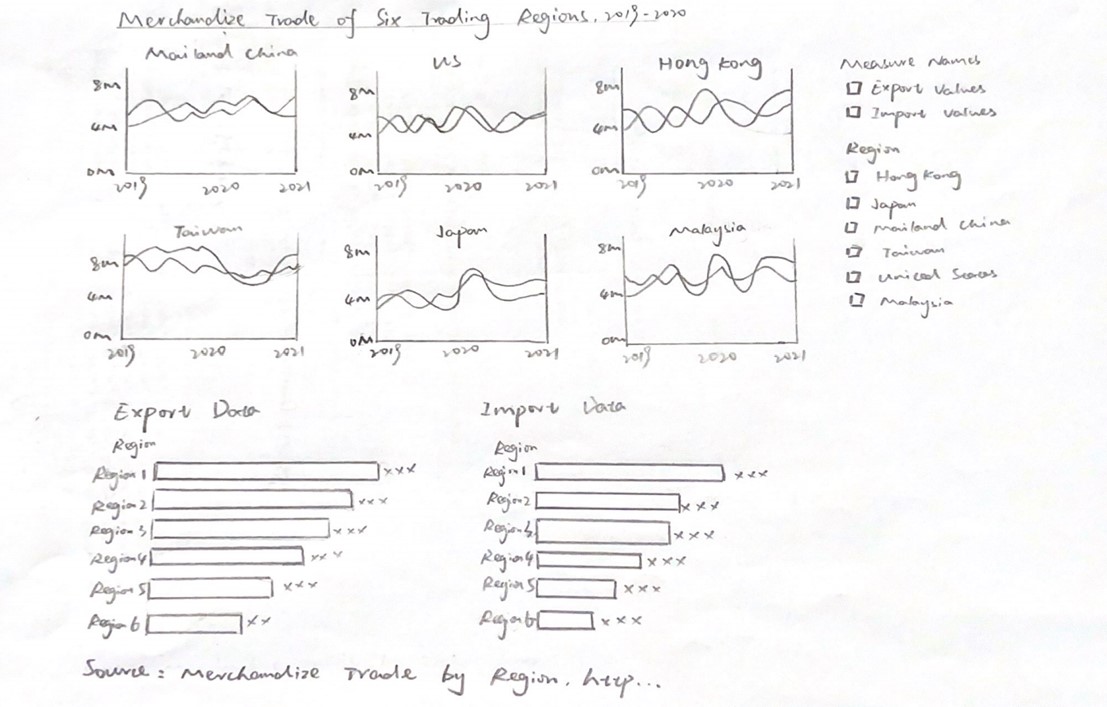 Merchandize Trade of Six Trading Regions, 2019-2020
Mailand China
8M
4M
0M
2019 2020 2021
US
8M
4M
0M
2019 2020 2021
Hong Kong
8M
4M
0M
2019 2020 2021
Taiwan
8M
4M
0M
2019 2020 2021
Japan
8M
4M
0M
2019 2020 2021
Malaysia
8M
4M
0M
2019 2020 2021
Measure Names
Export Values
Import Values
Region
Hong Kong
Japan
Mailand China
Taiwan
Malaysia
Export Data
Region
Region 1 xxx
Region 2 xxx
Region 3 xxx
Region 4 xxx
Region 5 xxx
Region 6 xx
Import Data
Region
Region 1 xxx
Region 2 xxx
Region 3 xxx
Region 4 xxx
Region 5 xxx
Region 6 xxx
Source: Merchandize Trade by Region. http...